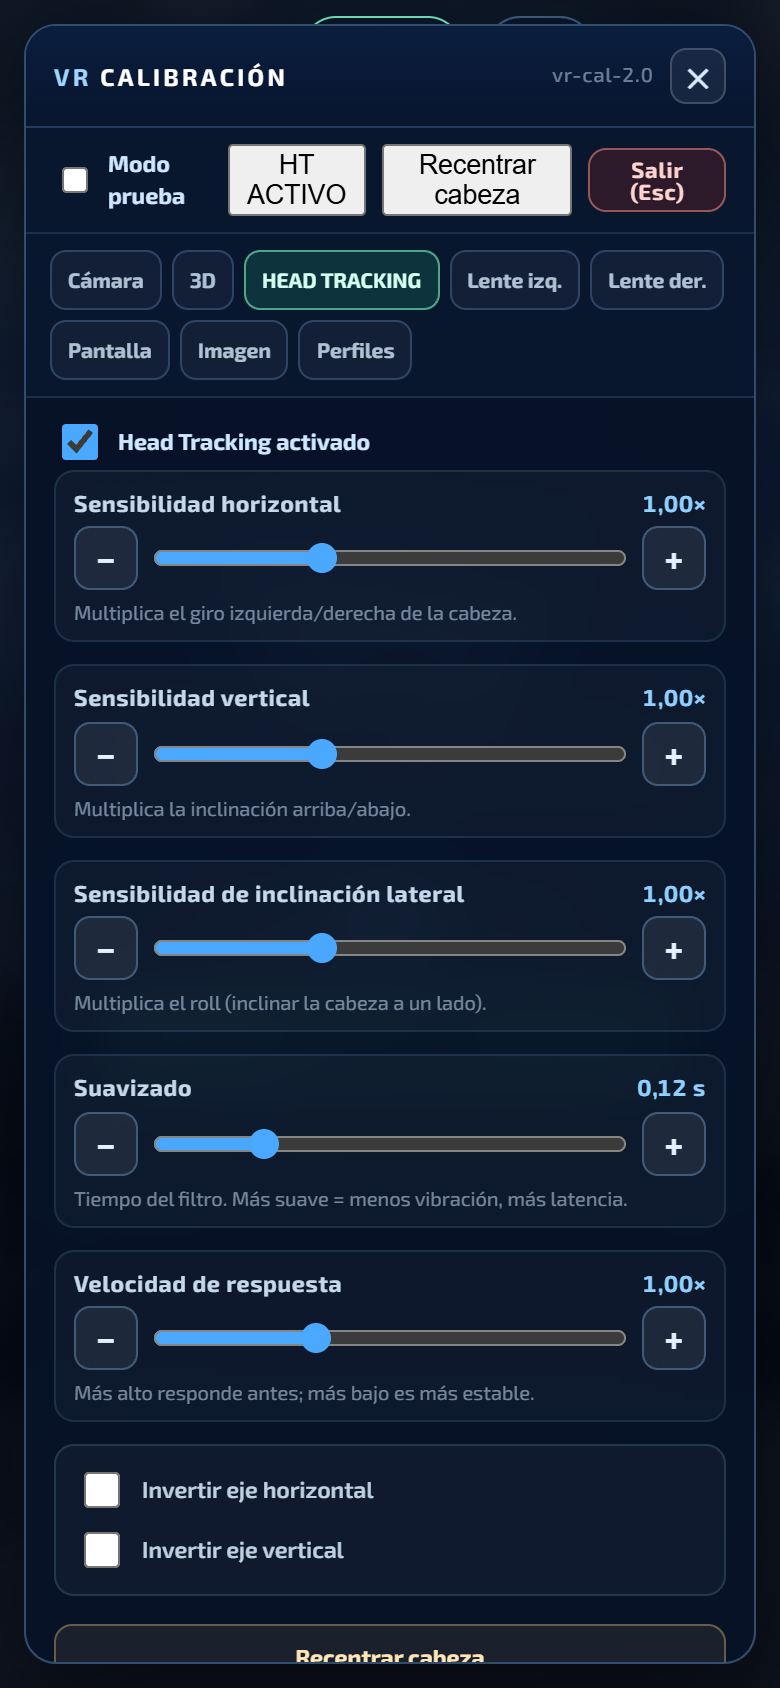 VR CALIBRACIÓN
vr-cal-2.0
×
Modo
prueba
HT
ACTIVO
Recentrar
cabeza
Salir
(Esc)
Cámara
3D
HEAD TRACKING
Lente izq.
Lente der.
Pantalla
Imagen
Perfiles
Head Tracking activado
Sensibilidad horizontal
1,00×
−
+
Multiplica el giro izquierda/derecha de la cabeza.
Sensibilidad vertical
1,00×
−
+
Multiplica la inclinación arriba/abajo.
Sensibilidad de inclinación lateral
1,00×
−
+
Multiplica el roll (inclinar la cabeza a un lado).
Suavizado
0,12 s
−
+
Tiempo del filtro. Más suave = menos vibración, más latencia.
Velocidad de respuesta
1,00×
−
+
Más alto responde antes; más bajo es más estable.
Invertir eje horizontal
Invertir eje vertical
Recentrar cabeza